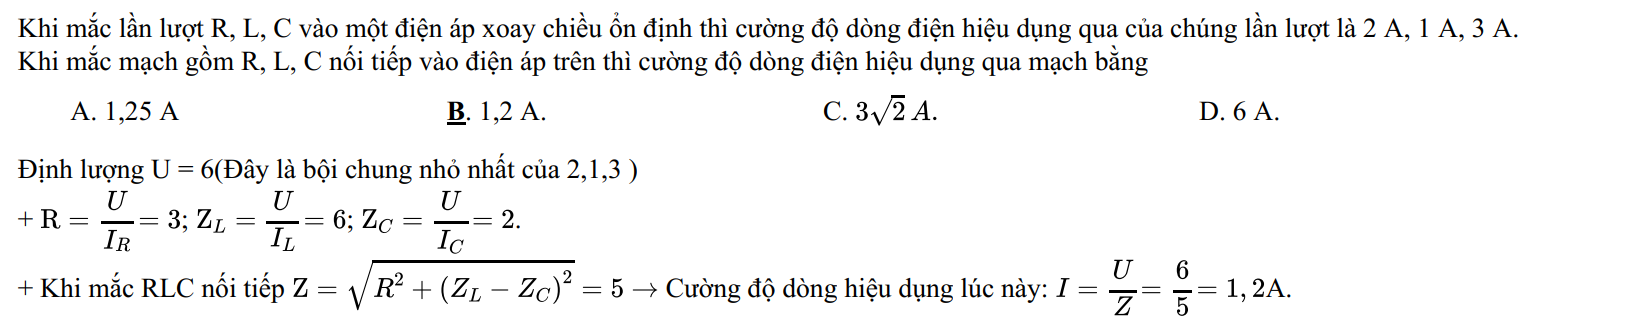 Khi mắc lần lượt R, L, C vào một điện áp xoay chiều ổn định thì cường độ dòng điện hiệu dụng qua của chúng lần lượt là 2 A, 1 A, 3 A.
Khi mắc mạch gồm R, L, C nối tiếp vào điện áp trên thì cường độ dòng điện hiệu dụng qua mạch bằng
A. 1,25 A B. 1,2 A. C. $3\sqrt{2}\,A.$ D. 6 A.
Định lượng U = 6(Đây là bội chung nhỏ nhất của 2,1,3 )
+ R $= \frac{U}{I_R} = 3; Z_L = \frac{U}{I_L} = 6; Z_C = \frac{U}{I_C} = 2.$
+ Khi mắc RLC nối tiếp $Z = \sqrt{R^2 + (Z_L - Z_C)^2} = 5 \rightarrow$ Cường độ dòng hiệu dụng lúc này: $I = \frac{U}{Z} = \frac{6}{5} = 1,2$A.